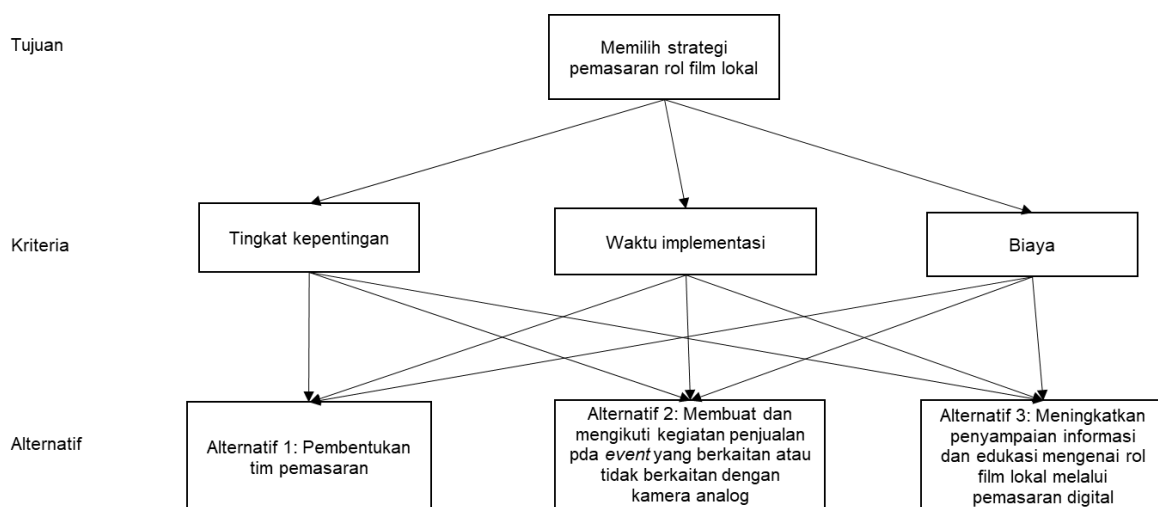 Tujuan
Memilih strategi
pemasaran rol film lokal
Kriteria
Tingkat kepentingan
Waktu implementasi
Biaya
Alternatif
Alternatif 1: Pembentukan
tim pemasaran
Alternatif 2: Membuat dan
mengikuti kegiatan penjualan
pda event yang berkaitan atau
tidak berkaitan dengan
kamera analog
Alternatif 3: Meningkatkan
penyampaian informasi
dan edukasi mengenai rol
film lokal melalui
pemasaran digital